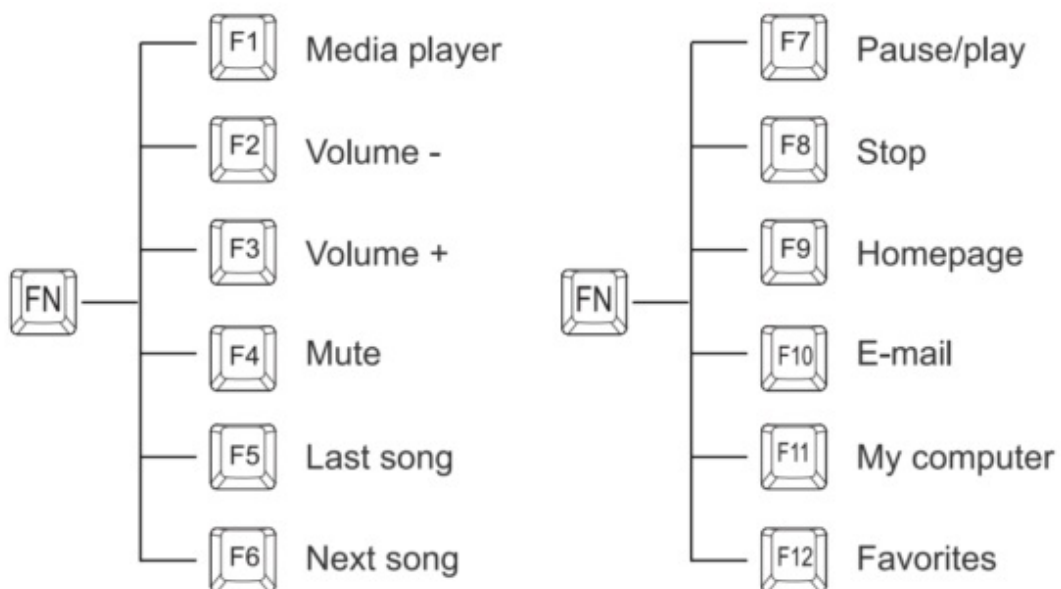 F1 Media player
F2 Volume -
F3 Volume +
FN
F4 Mute
F5 Last song
F6 Next song
F7 Pause/play
F8 Stop
F9 Homepage
FN
F10 E-mail
F11 My computer
F12 Favorites